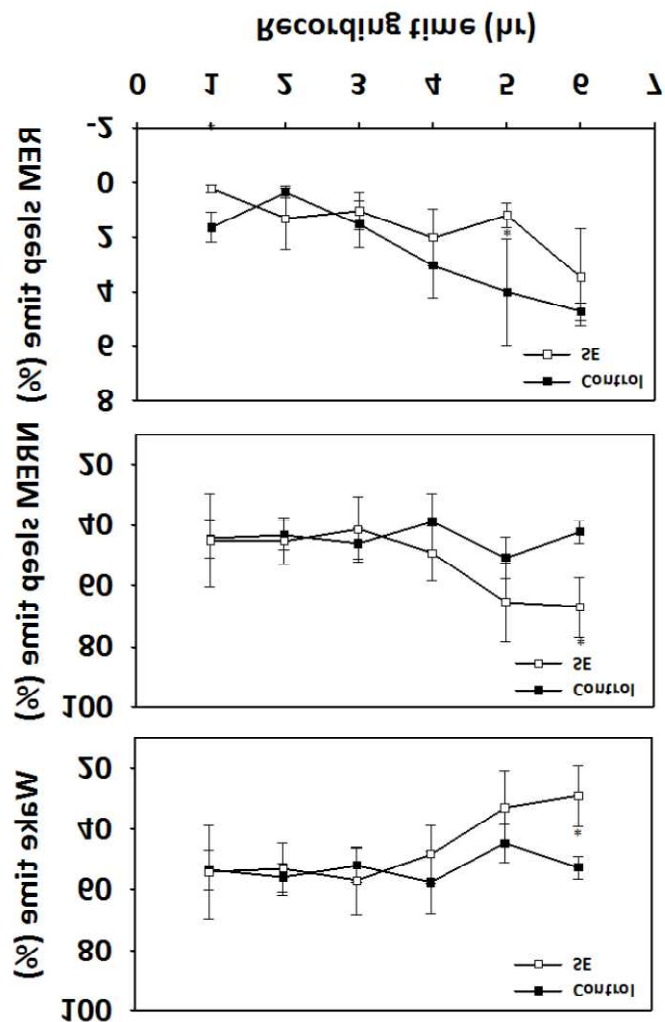 100
Control
SE
80
60
40
20
*
Wake time (%)
100
Control
SE
80
60
40
20
*
NREM sleep time (%)
8
Control
SE
6
4
2
0
-2
*
*
REM sleep time (%)
0 1 2 3 4 5 6 7
Recording time (hr)